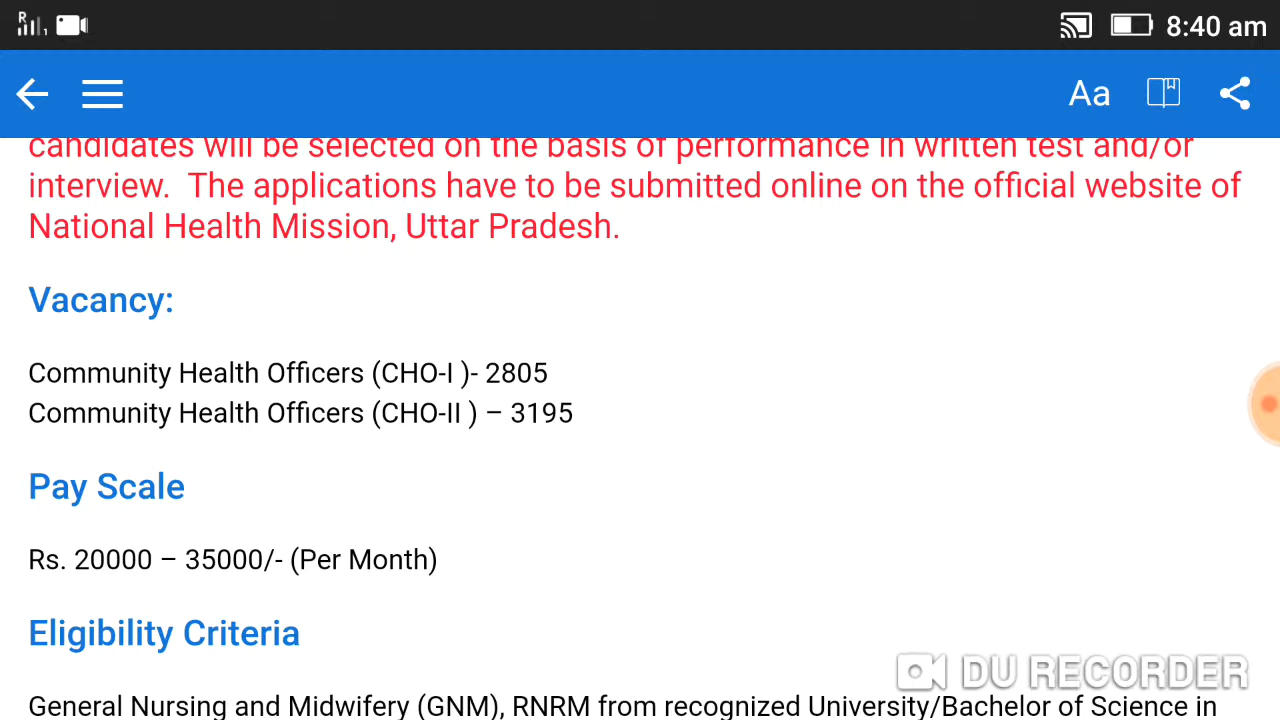 R
1
8:40 am
Aa
candidates will be selected on the basis of performance in written test and/or
interview. The applications have to be submitted online on the official website of
National Health Mission, Uttar Pradesh.
Vacancy:
Community Health Officers (CHO-I )- 2805
Community Health Officers (CHO-II ) – 3195
Pay Scale
Rs. 20000 – 35000/- (Per Month)
Eligibility Criteria
DU RECORDER
General Nursing and Midwifery (GNM), RNRM from recognized University/Bachelor of Science in